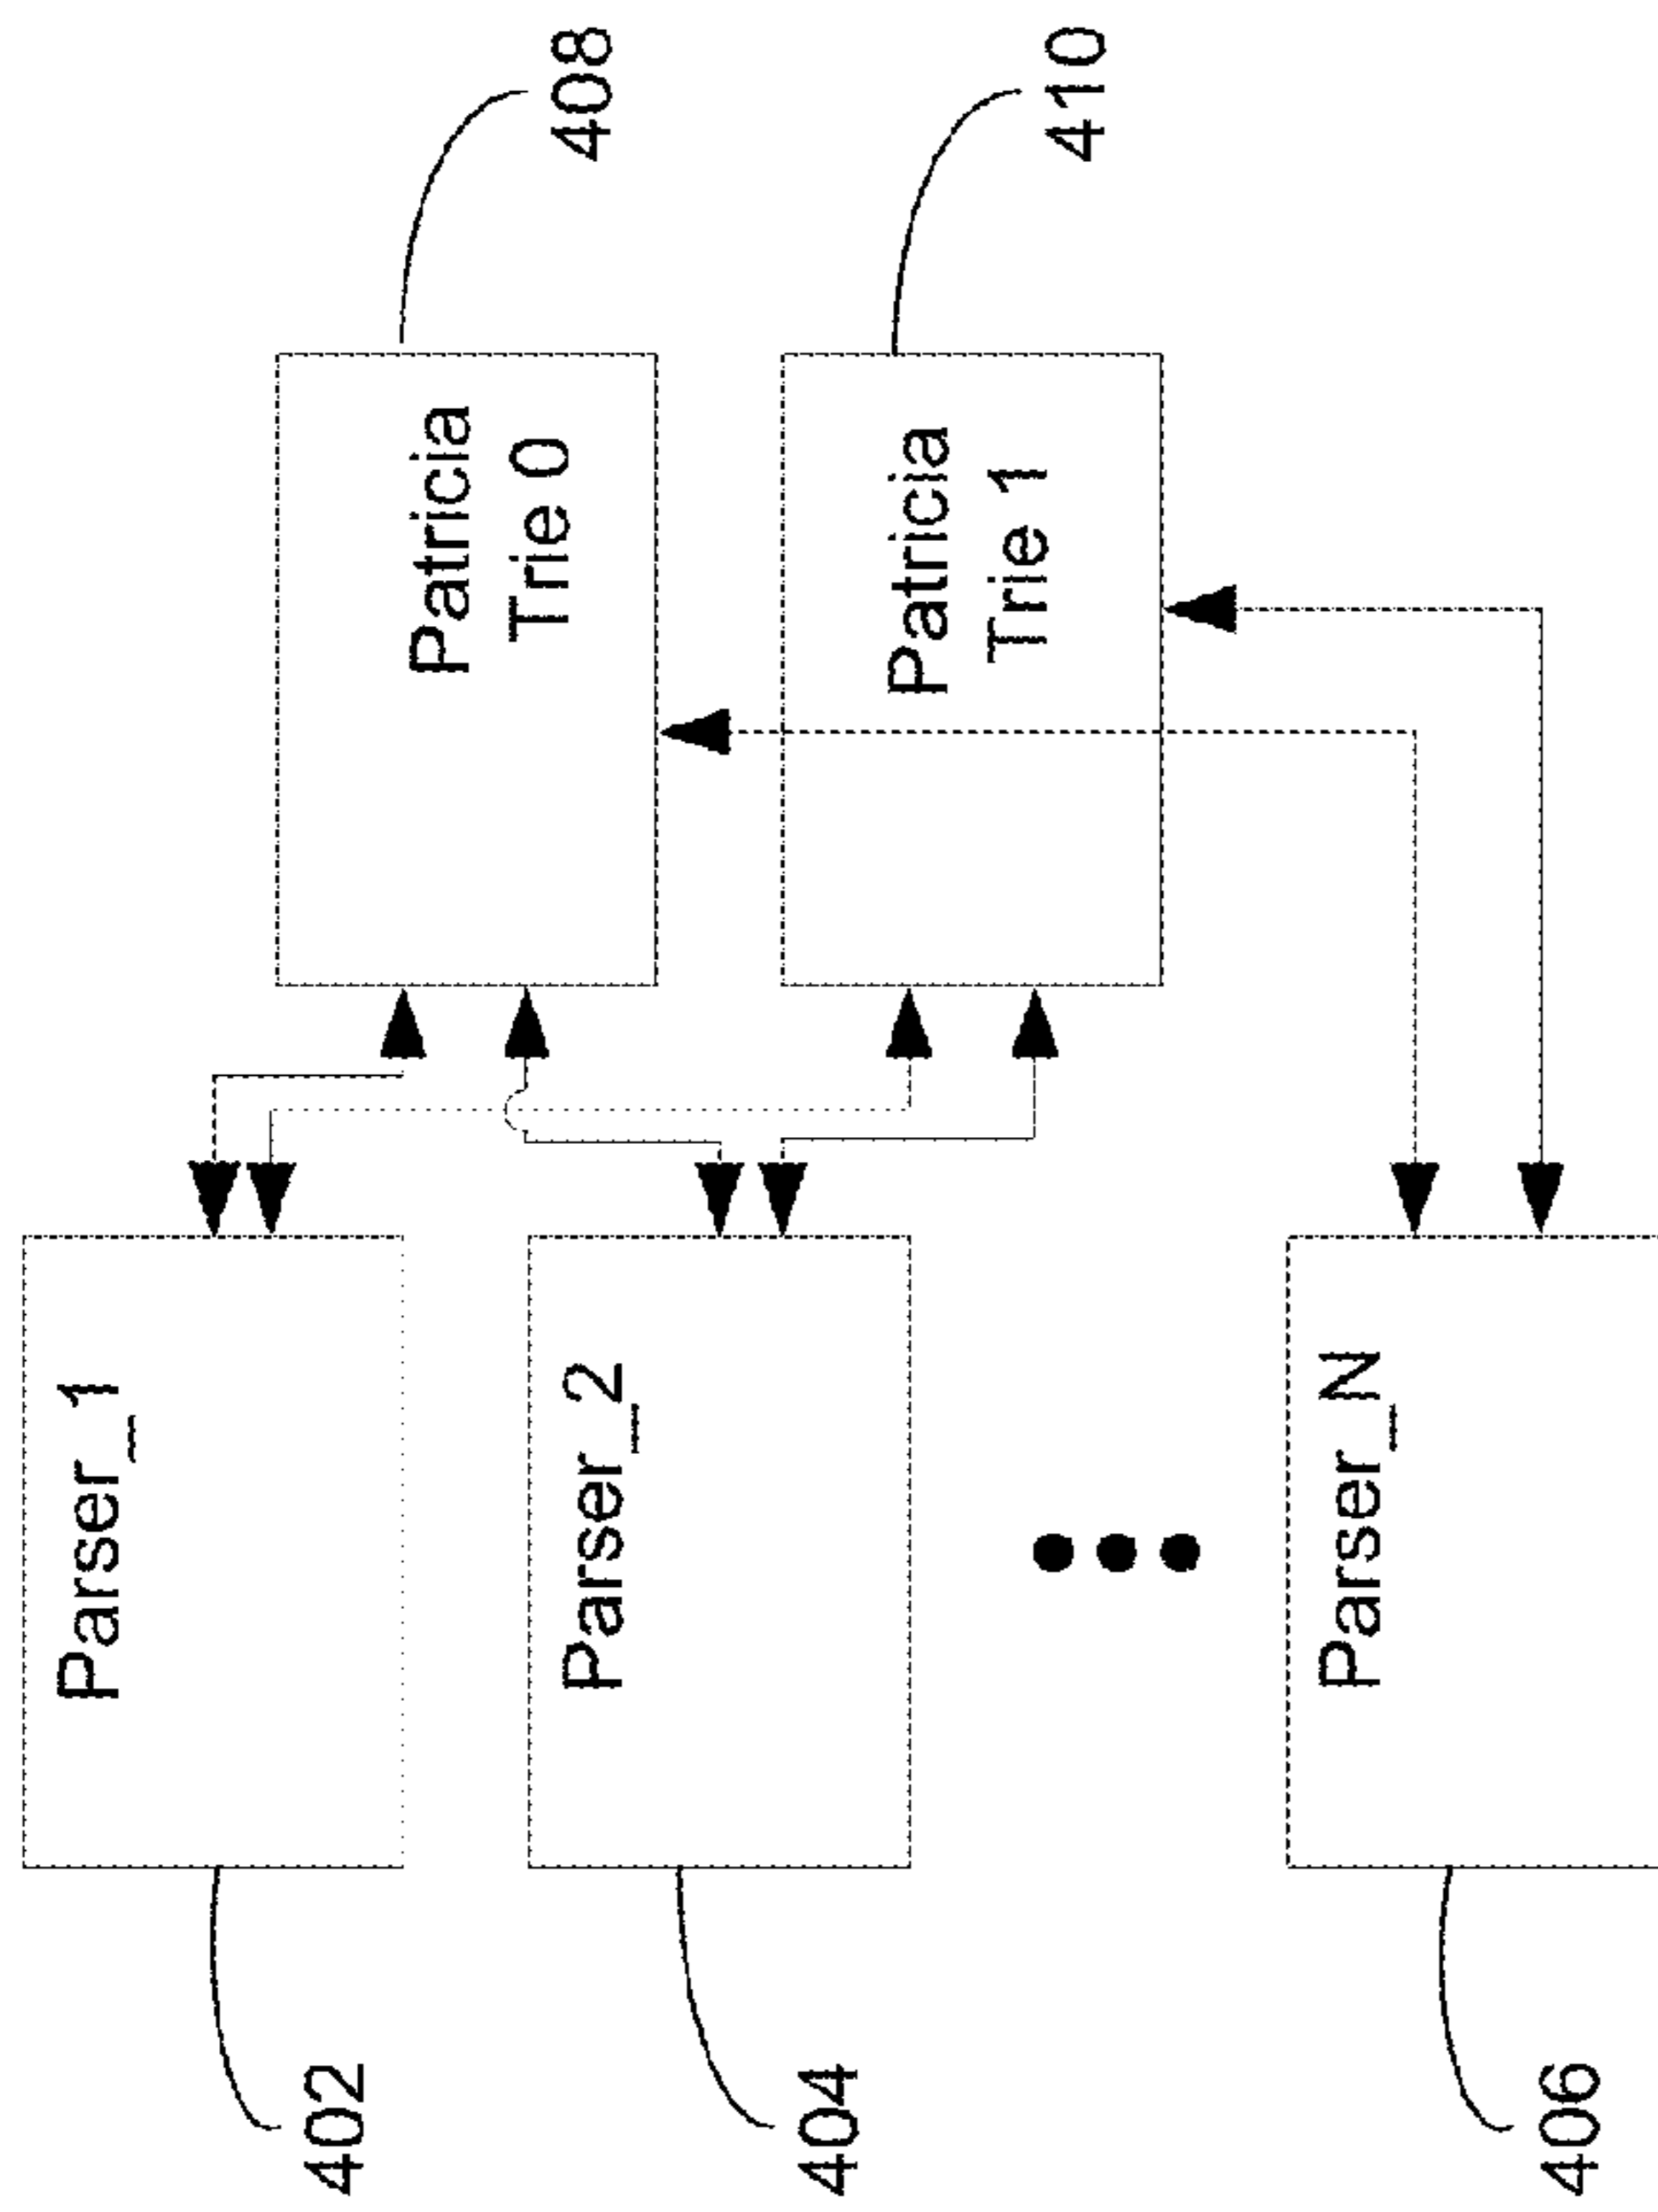 Parser_1
402
Parser_2
404
Parser_N
406
Patricia
Trie 0
408
Patricia
Trie 1
410